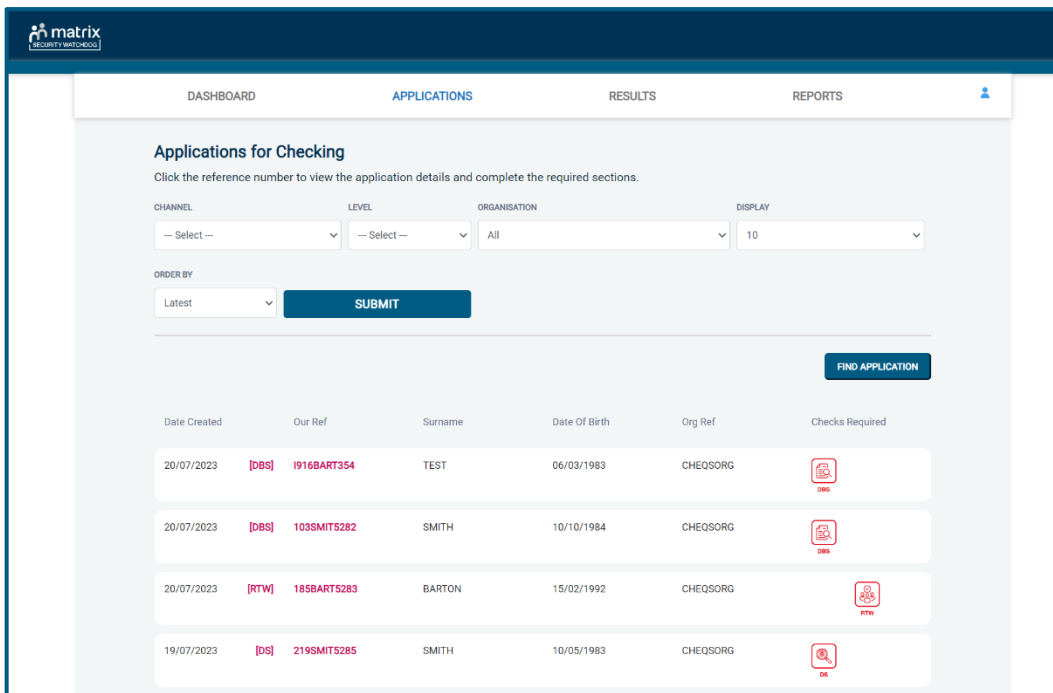 matrix
SECURITY WATCHDOG
DASHBOARD APPLICATIONS RESULTS REPORTS
Applications for Checking
Click the reference number to view the application details and complete the required sections.
CHANNEL LEVEL ORGANISATION DISPLAY
--- Select --- --- Select --- All 10
ORDER BY
Latest SUBMIT
FIND APPLICATION
Date Created Our Ref Surname Date Of Birth Org Ref Checks Required
20/07/2023 [DBS] I916BART354 TEST 06/03/1983 CHEQSORG
DBS
20/07/2023 [DBS] 103SMIT5282 SMITH 10/10/1984 CHEQSORG
DBS
20/07/2023 [RTW] 185BART5283 BARTON 15/02/1992 CHEQSORG
RTW
19/07/2023 [DS] 219SMIT5285 SMITH 10/05/1983 CHEQSORG
DS